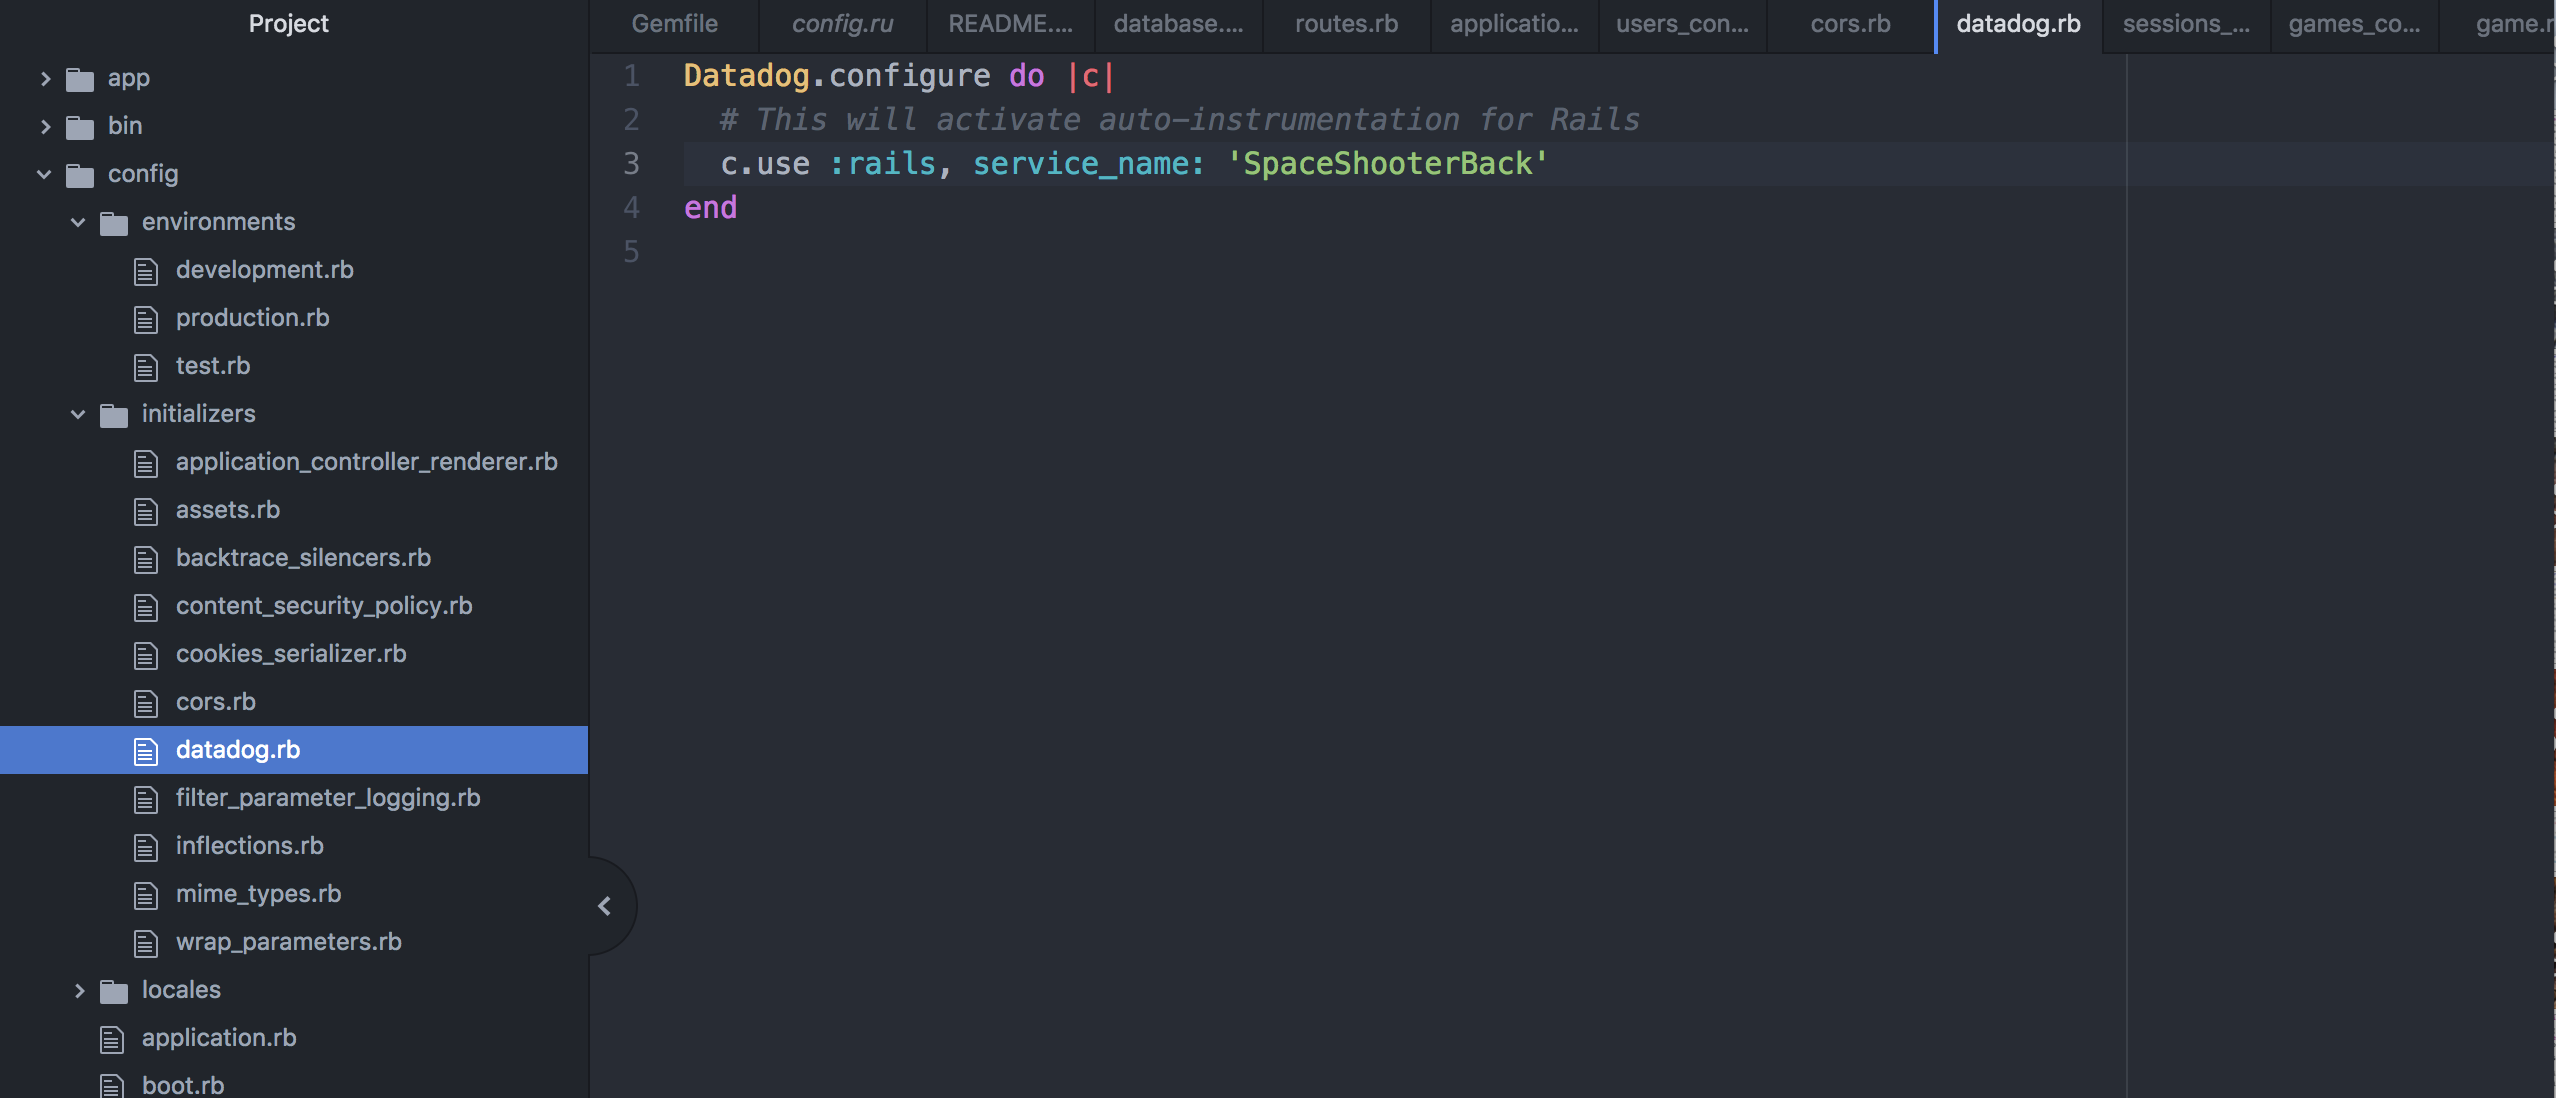 Project
app
bin
config
environments
development.rb
production.rb
test.rb
initializers
application_controller_renderer.rb
assets.rb
backtrace_silencers.rb
content_security_policy.rb
cookies_serializer.rb
cors.rb
datadog.rb
filter_parameter_logging.rb
inflections.rb
mime_types.rb
wrap_parameters.rb
locales
application.rb
boot.rb
Gemfile config.ru README.... database.... routes.rb applicatio... users_con... cors.rb datadog.rb sessions_... games_co... game.r
1 Datadog.configure do |c|
2 # This will activate auto-instrumentation for Rails
3 c.use :rails, service_name: 'SpaceShooterBack'
4 end
5